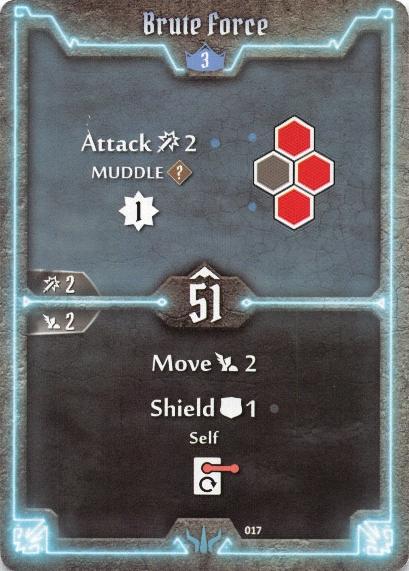 Brute Force
3
Attack 2
MUDDLE ?
1
2
51
2
Move 2
Shield 1
Self
017